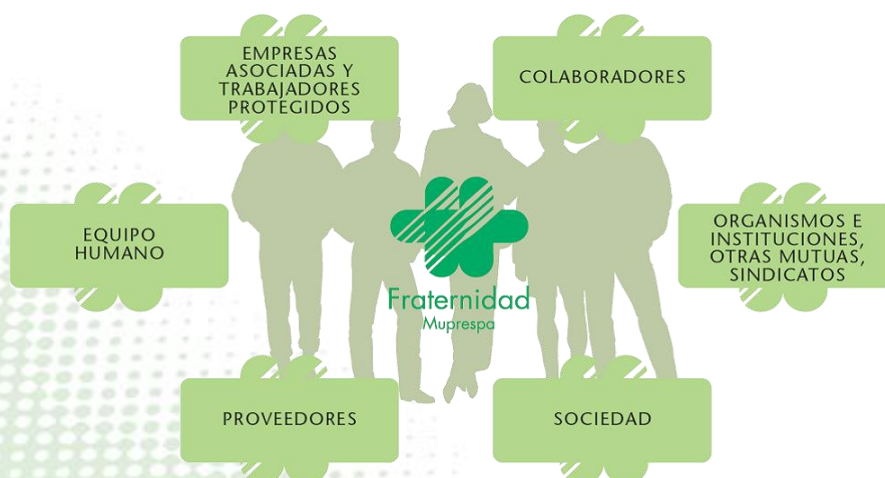 EMPRESAS
ASOCIADAS Y
TRABAJADORES
PROTEGIDOS
COLABORADORES
EQUIPO
HUMANO
ORGANISMOS E
INSTITUCIONES,
OTRAS MUTUAS,
SINDICATOS
Fraternidad
Muprespa
PROVEEDORES
SOCIEDAD